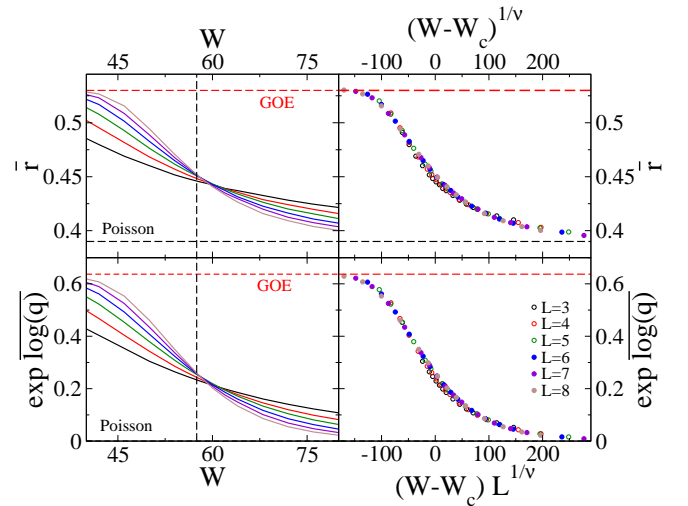 W (W-W_c)^{1/ν}
45 60 75 -100 0 100 200
0.5 GOE 0.5
r̄ 0.45 0.45 r̄
0.4 Poisson 0.4
0.6 GOE 0.6
L=3
L=4
exp \overline{log(q)} 0.4 L=5 0.4 exp \overline{log(q)}
L=6
0.2 L=7 0.2
L=8
Poisson
0 0
45 60 75 -100 0 100 200
W (W-W_c) L^{1/ν}